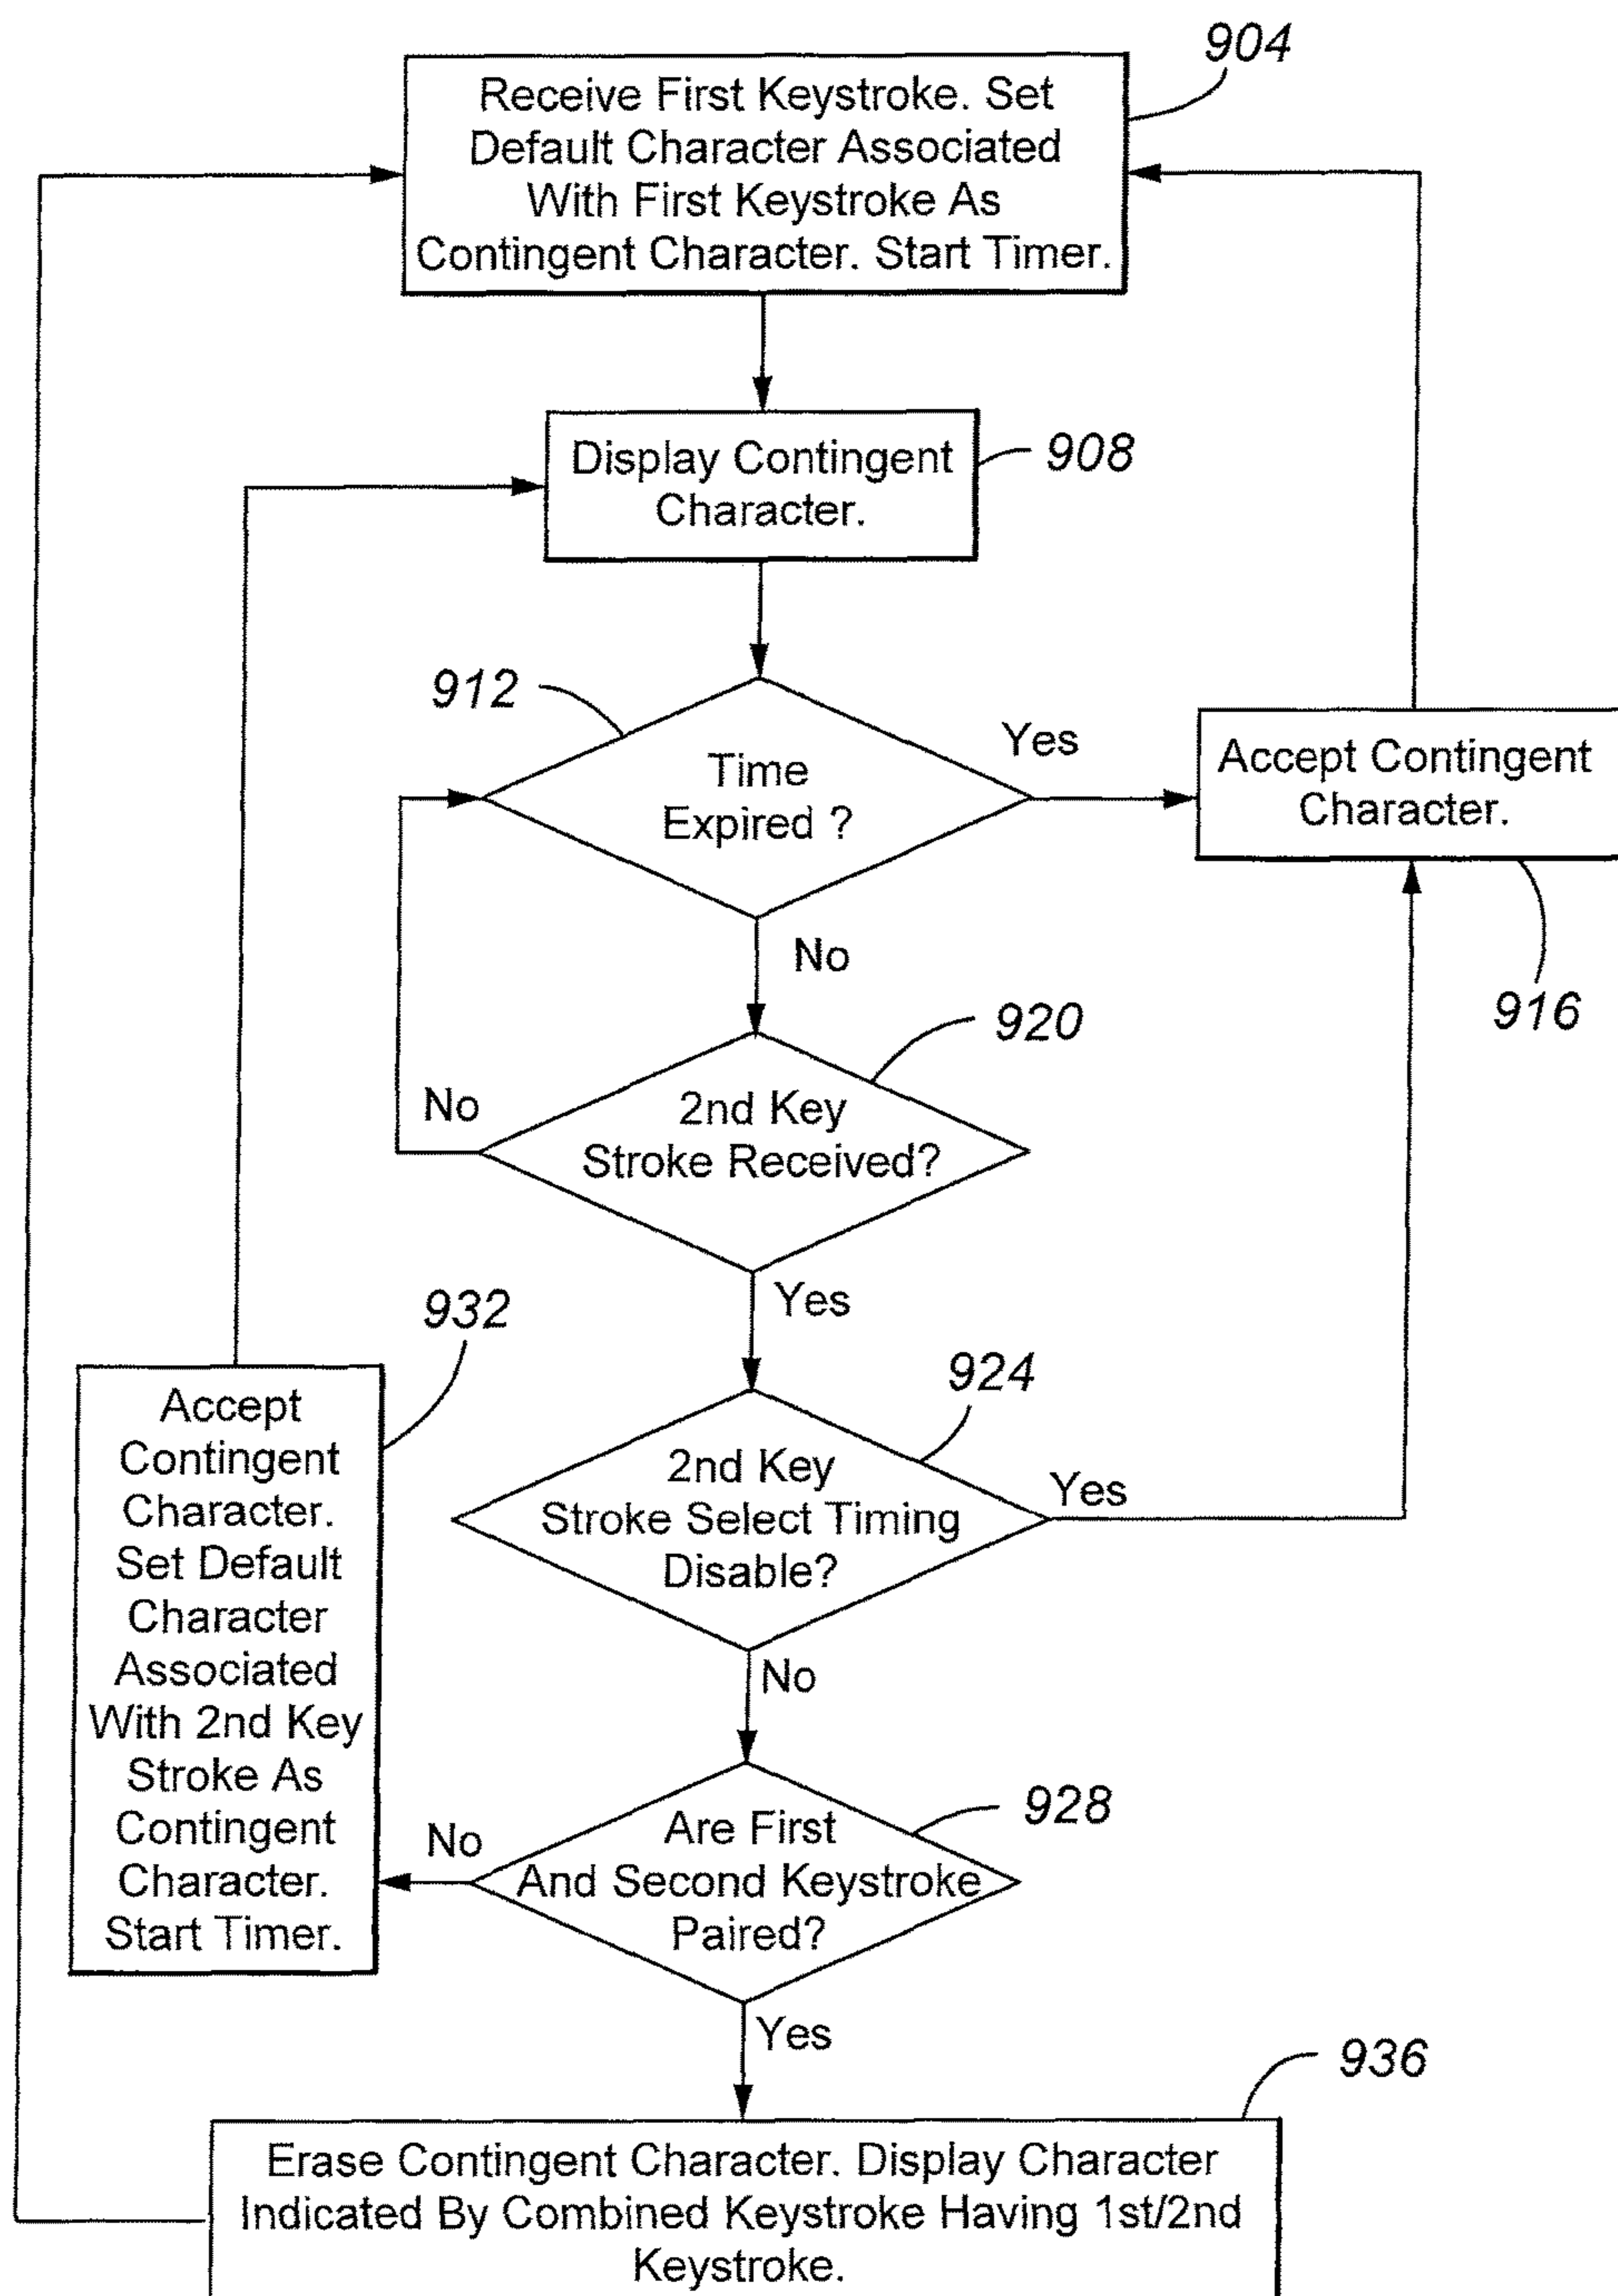 904
Receive First Keystroke. Set
Default Character Associated
With First Keystroke As
Contingent Character. Start Timer.
Display Contingent
Character.
908
912
Time
Expired ?
Yes
Accept Contingent
Character.
916
No
920
2nd Key
Stroke Received?
No
Yes
932
Accept
Contingent
Character.
Set Default
Character
Associated
With 2nd Key
Stroke As
Contingent
Character.
Start Timer.
924
2nd Key
Stroke Select Timing
Disable?
Yes
No
928
Are First
And Second Keystroke
Paired?
No
Yes
936
Erase Contingent Character. Display Character
Indicated By Combined Keystroke Having 1st/2nd
Keystroke.